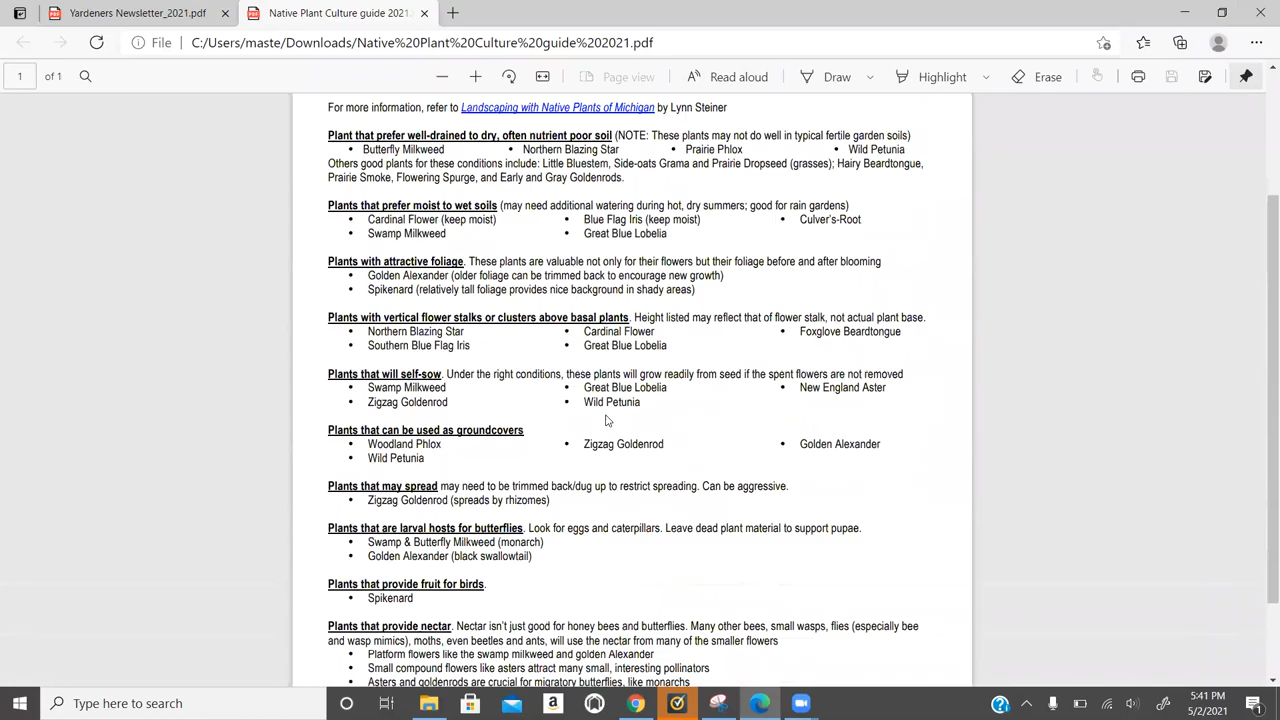 Yardeners Newsletter_2021.pdf
Native Plant Culture guide 2021.
File C:/Users/maste/Downloads/Native%20Plant%20Culture%20guide%202021.pdf
1 of 1 Page view Read aloud Draw Highlight Erase
For more information, refer to Landscaping with Native Plants of Michigan by Lynn Steiner
Plant that prefer well-drained to dry, often nutrient poor soil (NOTE: These plants may not do well in typical fertile garden soils)
• Butterfly Milkweed • Northern Blazing Star • Prairie Phlox • Wild Petunia
Others good plants for these conditions include: Little Bluestem, Side-oats Grama and Prairie Dropseed (grasses); Hairy Beardtongue,
Prairie Smoke, Flowering Spurge, and Early and Gray Goldenrods.
Plants that prefer moist to wet soils (may need additional watering during hot, dry summers; good for rain gardens)
• Cardinal Flower (keep moist) • Blue Flag Iris (keep moist) • Culver's-Root
• Swamp Milkweed • Great Blue Lobelia
Plants with attractive foliage. These plants are valuable not only for their flowers but their foliage before and after blooming
• Golden Alexander (older foliage can be trimmed back to encourage new growth)
• Spikenard (relatively tall foliage provides nice background in shady areas)
Plants with vertical flower stalks or clusters above basal plants. Height listed may reflect that of flower stalk, not actual plant base.
• Northern Blazing Star • Cardinal Flower • Foxglove Beardtongue
• Southern Blue Flag Iris • Great Blue Lobelia
Plants that will self-sow. Under the right conditions, these plants will grow readily from seed if the spent flowers are not removed
• Swamp Milkweed • Great Blue Lobelia • New England Aster
• Zigzag Goldenrod • Wild Petunia
Plants that can be used as groundcovers
• Woodland Phlox • Zigzag Goldenrod • Golden Alexander
• Wild Petunia
Plants that may spread may need to be trimmed back/dug up to restrict spreading. Can be aggressive.
• Zigzag Goldenrod (spreads by rhizomes)
Plants that are larval hosts for butterflies. Look for eggs and caterpillars. Leave dead plant material to support pupae.
• Swamp & Butterfly Milkweed (monarch)
• Golden Alexander (black swallowtail)
Plants that provide fruit for birds.
• Spikenard
Plants that provide nectar. Nectar isn't just good for honey bees and butterflies. Many other bees, small wasps, flies (especially bee
and wasp mimics), moths, even beetles and ants, will use the nectar from many of the smaller flowers
• Platform flowers like the swamp milkweed and golden Alexander
• Small compound flowers like asters attract many small, interesting pollinators
• Asters and goldenrods are crucial for migratory butterflies, like monarchs
Type here to search
5:41 PM
5/2/2021